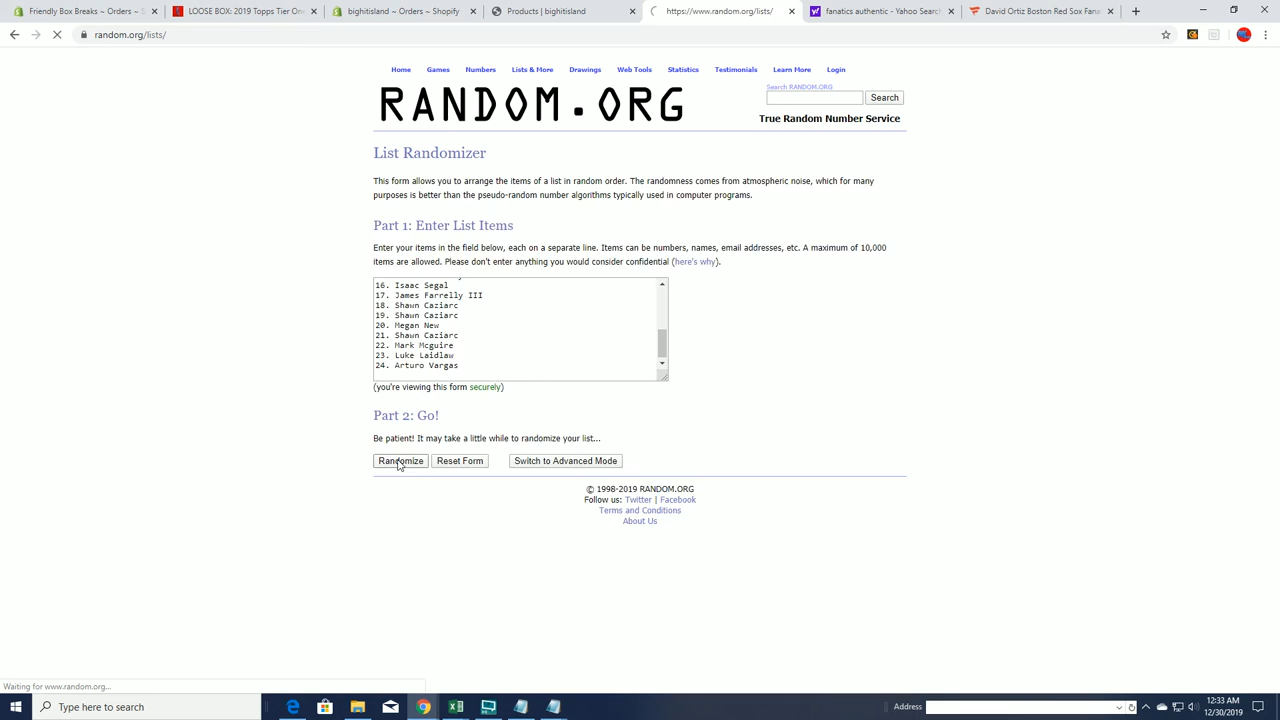 Friendly Box Breaks ~ Orders ~ S
LOOSE BOX: 2019 Topps Tier One
bighitisland ~ Orders ~ Shopify
Products | bighitisland
https://www.random.org/lists/
fanatics authentic - Yahoo Search
David Ortiz Boston Red Sox Fana
random.org/lists/
Home Games Numbers Lists & More Drawings Web Tools Statistics Testimonials Learn More Login
RANDOM.ORG
Search RANDOM.ORG
Search
True Random Number Service
List Randomizer
This form allows you to arrange the items of a list in random order. The randomness comes from atmospheric noise, which for many
purposes is better than the pseudo-random number algorithms typically used in computer programs.
Part 1: Enter List Items
Enter your items in the field below, each on a separate line. Items can be numbers, names, email addresses, etc. A maximum of 10,000
items are allowed. Please don't enter anything you would consider confidential (here's why).
16. Isaac Segal
17. James Farrelly III
18. Shawn Caziarc
19. Shawn Caziarc
20. Megan New
21. Shawn Caziarc
22. Mark Mcguire
23. Luke Laidlaw
24. Arturo Vargas
(you're viewing this form securely)
Part 2: Go!
Be patient! It may take a little while to randomize your list...
Randomize Reset Form Switch to Advanced Mode
© 1998-2019 RANDOM.ORG
Follow us: Twitter | Facebook
Terms and Conditions
About Us
Waiting for www.random.org...
Type here to search
Address
12:33 AM
12/30/2019